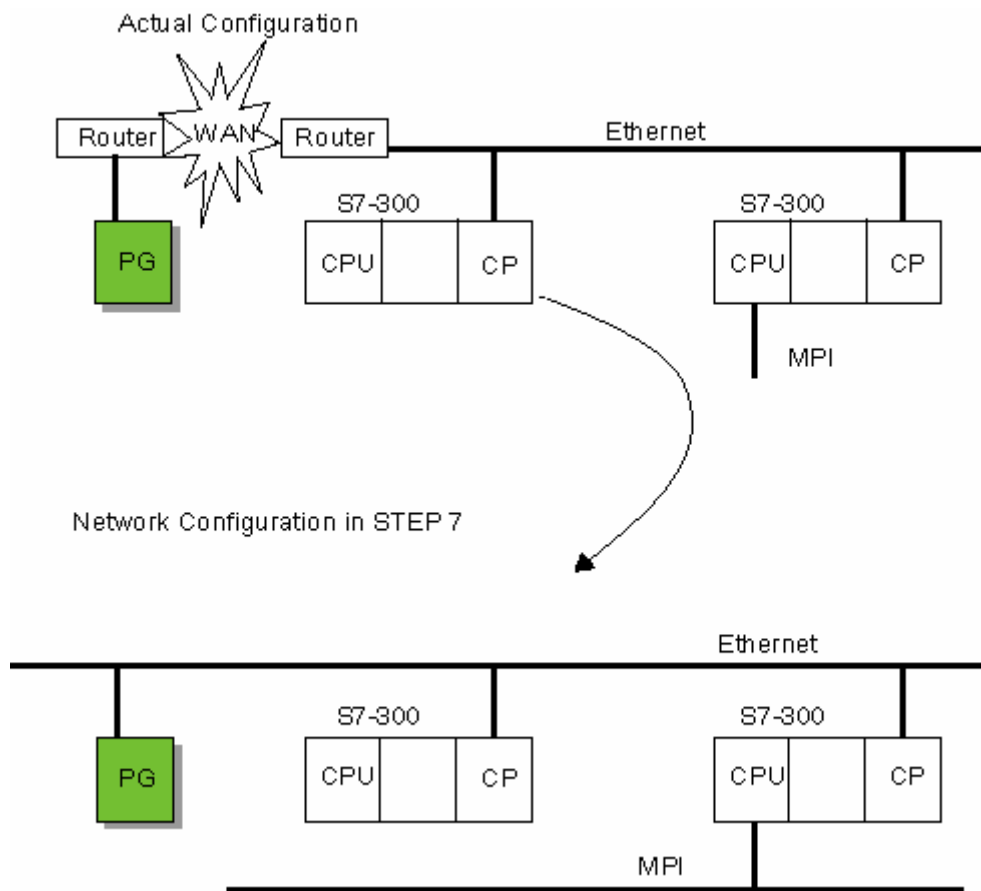 Actual Configuration
Router WAN Router Ethernet
S7-300 S7-300
PG CPU CP CPU CP
MPI
Network Configuration in STEP 7
Ethernet
S7-300 S7-300
PG CPU CP CPU CP
MPI